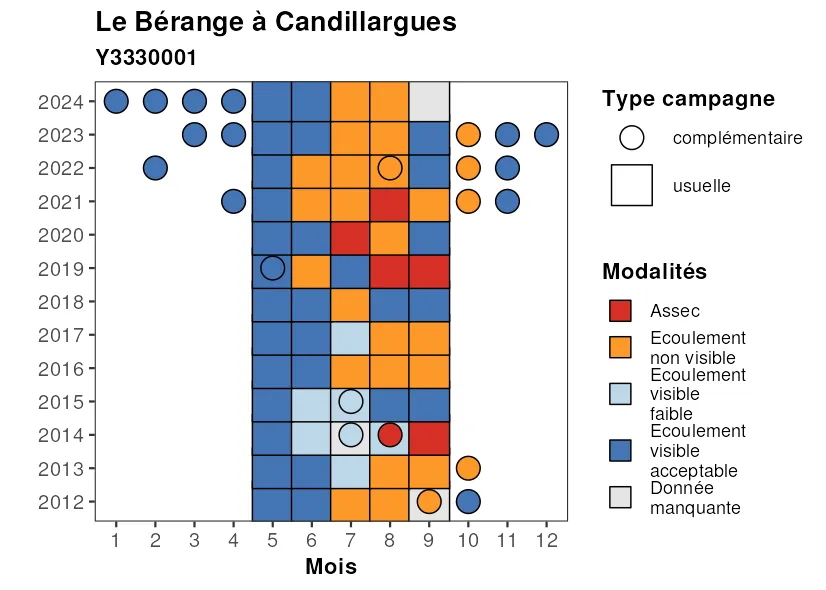 Le Bérange à Candillargues
Y3330001
2024
2023
2022
2021
2020
2019
2018
2017
2016
2015
2014
2013
2012
1 2 3 4 5 6 7 8 9 10 11 12
Mois
Type campagne
complémentaire
usuelle
Modalités
Assec
Ecoulement
non visible
Ecoulement
visible
faible
Ecoulement
visible
acceptable
Donnée
manquante